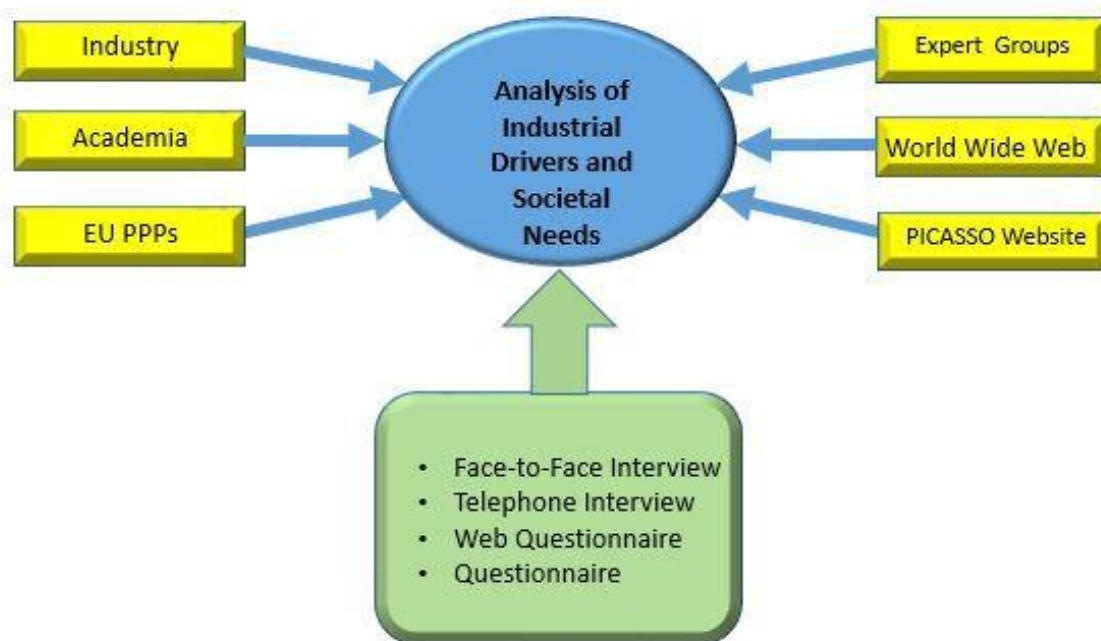 Industry
Academia
EU PPPs
Analysis of
Industrial
Drivers and
Societal
Needs
Expert Groups
World Wide Web
PICASSO Website
• Face-to-Face Interview
• Telephone Interview
• Web Questionnaire
• Questionnaire